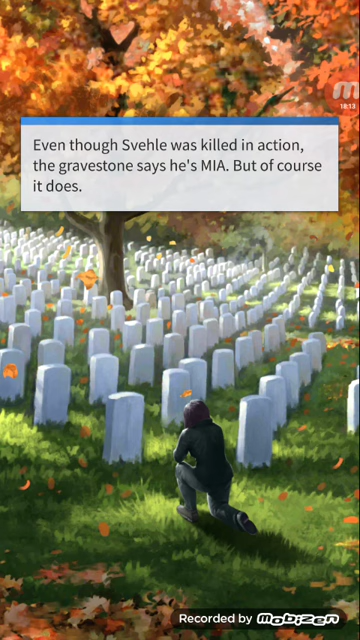 m
18:13
Even though Svehle was killed in action,
the gravestone says he's MIA. But of course
it does.
Recorded by Mobizen